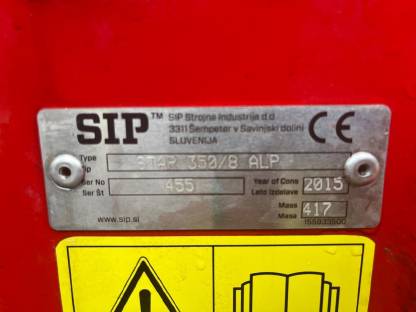 SIP™
SIP Strojna Industrija d.d
3311 Šempeter v Savinjski dolini
SLOVENIJA
CE
Type
Tip
STAR 350/8 ALP
Ser No
Ser Št
455
Year of Cons
Leto Izdelave
2015
Mass
Masa
417
www.sip.si